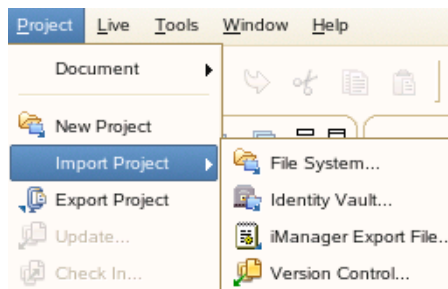 Project Live Tools Window Help
Document
New Project
Import Project
File System...
Export Project
Identity Vault...
Update...
iManager Export File..
Check In...
Version Control...